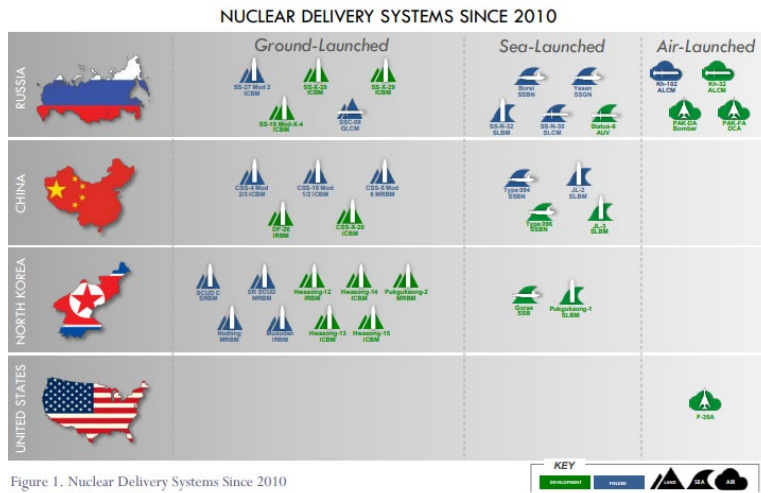 NUCLEAR DELIVERY SYSTEMS SINCE 2010
Ground-Launched
Sea-Launched
Air-Launched
RUSSIA
SS-27 Mod 2
ICBM
SS-X-28
ICBM
SS-X-29
ICBM
SS-19 Mod-X-4
ICBM
SSC-08
GLCM
Borei
SSBN
Yasen
SSGN
SS-N-32
SLBM
SS-N-30
SLCM
Status-6
AUV
Kh-102
ALCM
Kh-32
ALCM
PAK-DA
Bomber
PAK-FA
DCA
CHINA
CSS-4 Mod
2/3 ICBM
CSS-10 Mod
1/2 ICBM
CSS-5 Mod
6 MRBM
DF-26
IRBM
CSS-X-20
ICBM
Type 094
SSBN
JL-2
SLBM
Type 096
SSBN
JL-3
SLBM
NORTH KOREA
SCUD C
SRBM
ER SCUD
MRBM
Hwasong-12
IRBM
Hwasong-14
ICBM
Pukguksong-2
MRBM
Nodong
MRBM
Musudan
IRBM
Hwasong-13
ICBM
Hwasong-15
ICBM
Gorae
SSB
Pukguksong-1
SLBM
UNITED STATES
F-35A
Figure 1. Nuclear Delivery Systems Since 2010
KEY
DEVELOPMENT
FIELDED
LAND
SEA
AIR